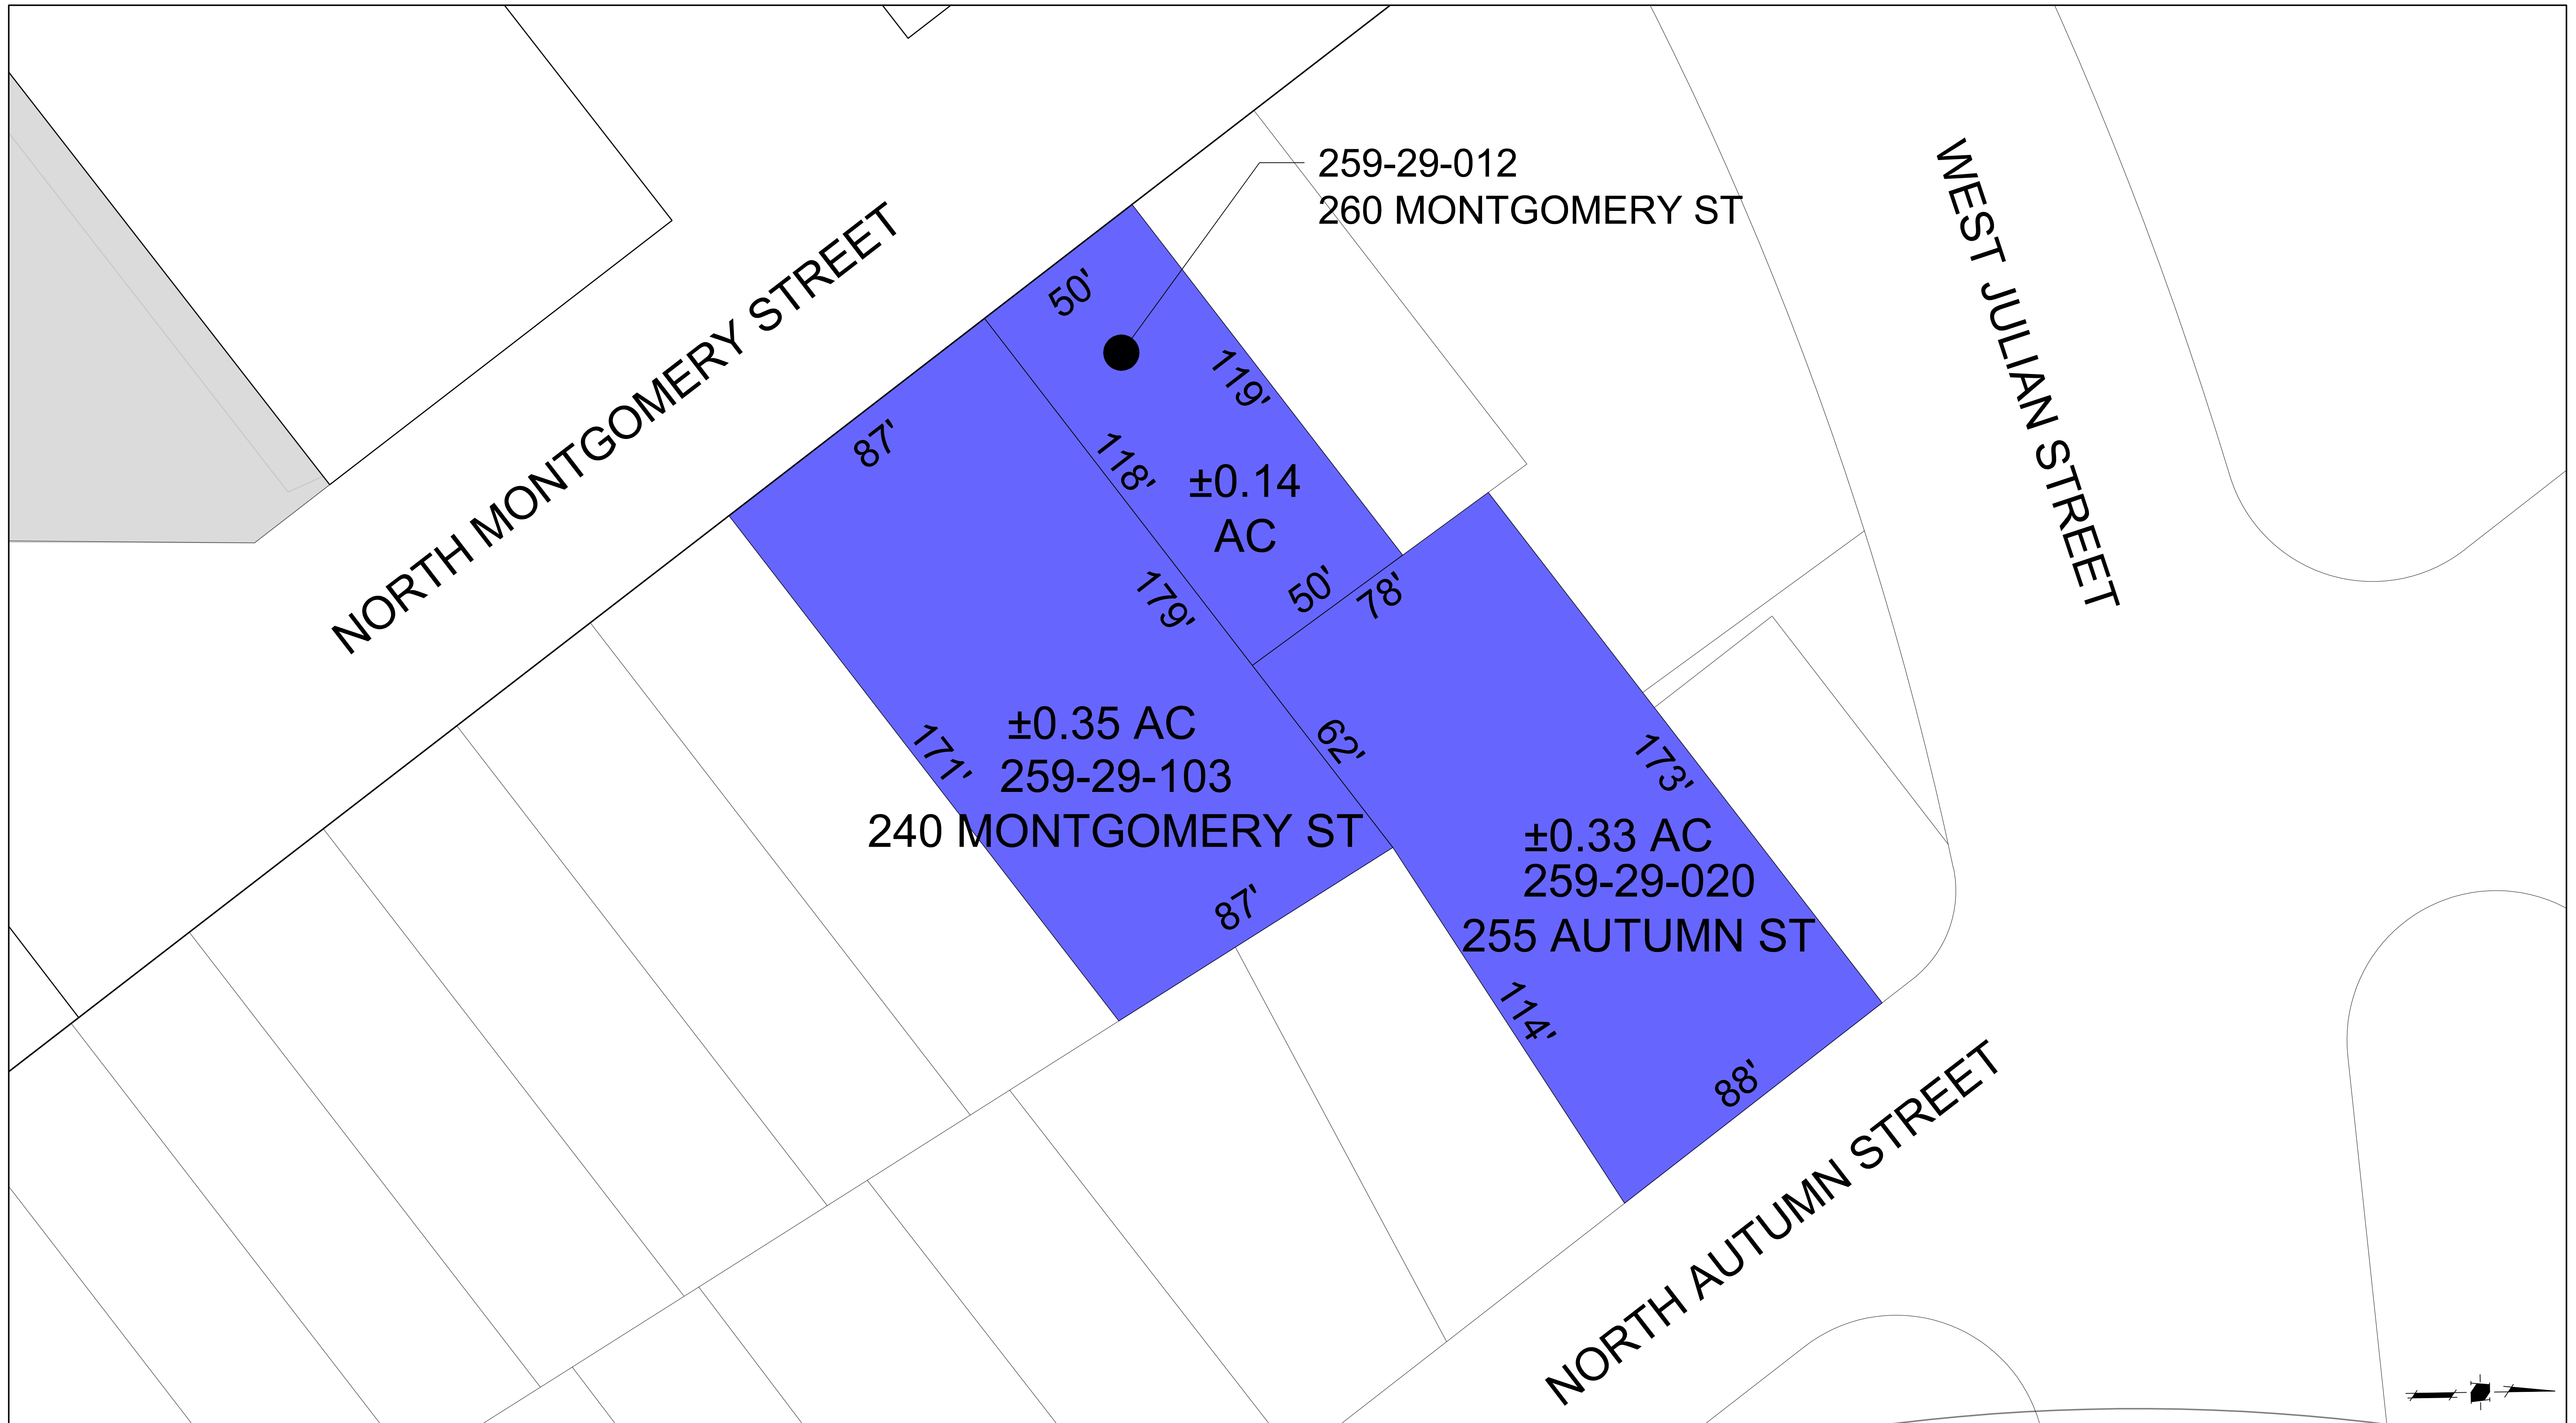 259-29-012
260 MONTGOMERY ST
WEST JULIAN STREET
NORTH MONTGOMERY STREET
50'
119'
87'
118'
±0.14
AC
179'
50'
78'
±0.35 AC
259-29-103
240 MONTGOMERY ST
171'
62'
173'
±0.33 AC
259-29-020
255 AUTUMN ST
87'
114'
88'
NORTH AUTUMN STREET